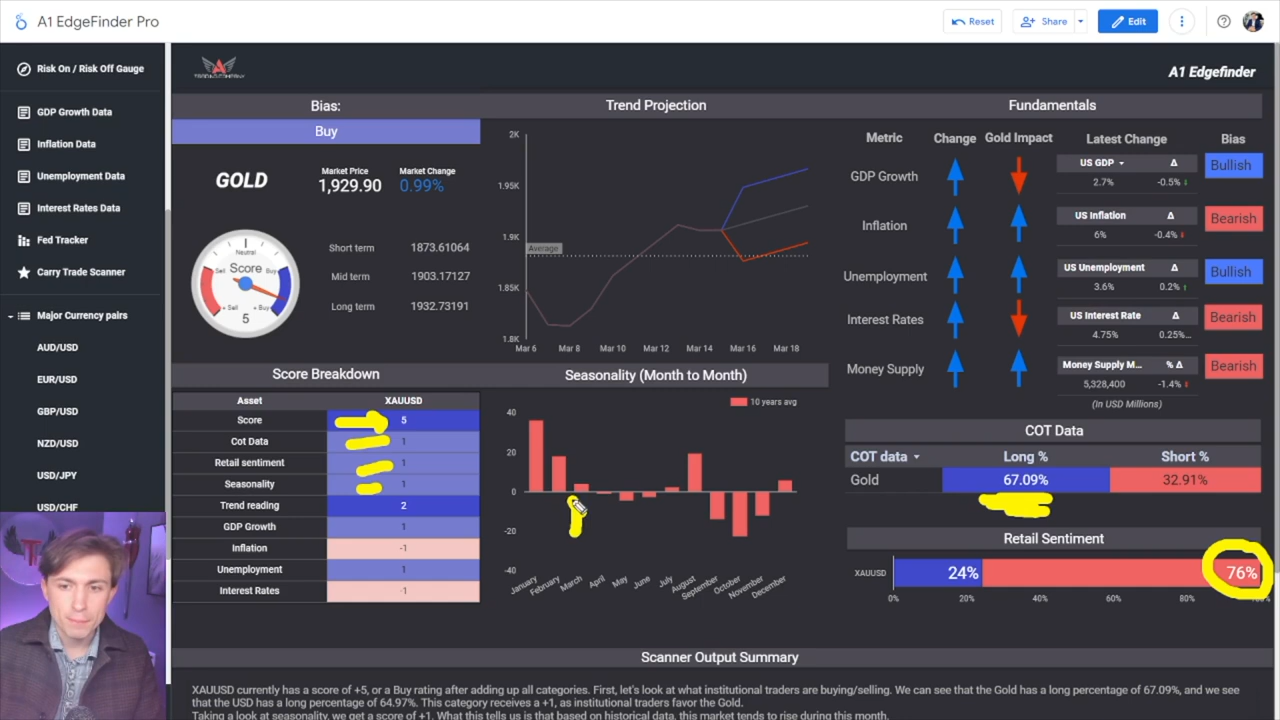 A1 EdgeFinder Pro
Reset
Share
Edit
Risk On / Risk Off Gauge
GDP Growth Data
Inflation Data
Unemployment Data
Interest Rates Data
Fed Tracker
Carry Trade Scanner
Major Currency pairs
AUD/USD
EUR/USD
GBP/USD
NZD/USD
USD/JPY
USD/CHF
A1 Edgefinder
Bias:
Buy
GOLD
Market Price
1,929.90
Market Change
0.99%
Neutral
Sell
Buy
Score
+ Sell
+ Buy
5
Short term 1873.61064
Mid term 1903.17127
Long term 1932.73191
Trend Projection
2K
1.95K
1.9K
Average
1.85K
1.8K
Mar 6 Mar 8 Mar 10 Mar 12 Mar 14 Mar 16 Mar 18
Fundamentals
Metric Change Gold Impact Latest Change Bias
GDP Growth US GDP Δ Bullish
2.7% -0.5%
Inflation US Inflation Δ Bearish
6% -0.4%
Unemployment US Unemployment Δ Bullish
3.6% 0.2%
Interest Rates US Interest Rate Δ Bearish
4.75% 0.25%...
Money Supply Money Supply M... % Δ Bearish
5,328,400 -1.4%
(In USD Millions)
Score Breakdown
Asset XAUUSD
Score 5
Cot Data 1
Retail sentiment 1
Seasonality 1
Trend reading 2
GDP Growth 1
Inflation -1
Unemployment 1
Interest Rates -1
Seasonality (Month to Month)
10 years avg
40
20
0
-20
-40
January February March April May June July August September October November December
COT Data
COT data Long % Short %
Gold 67.09% 32.91%
Retail Sentiment
XAUUSD 24% 76%
0% 20% 40% 60% 80%
Scanner Output Summary
XAUUSD currently has a score of +5, or a Buy rating after adding up all categories. First, let's look at what institutional traders are buying/selling. We can see that the Gold has a long percentage of 67.09%, and we see
that the USD has a long percentage of 64.97%. This category receives a +1, as institutional traders favor the Gold.
Taking a look at seasonality, we get a score of +1. What this tells us is that based on historical data, this market tends to rise during this month.